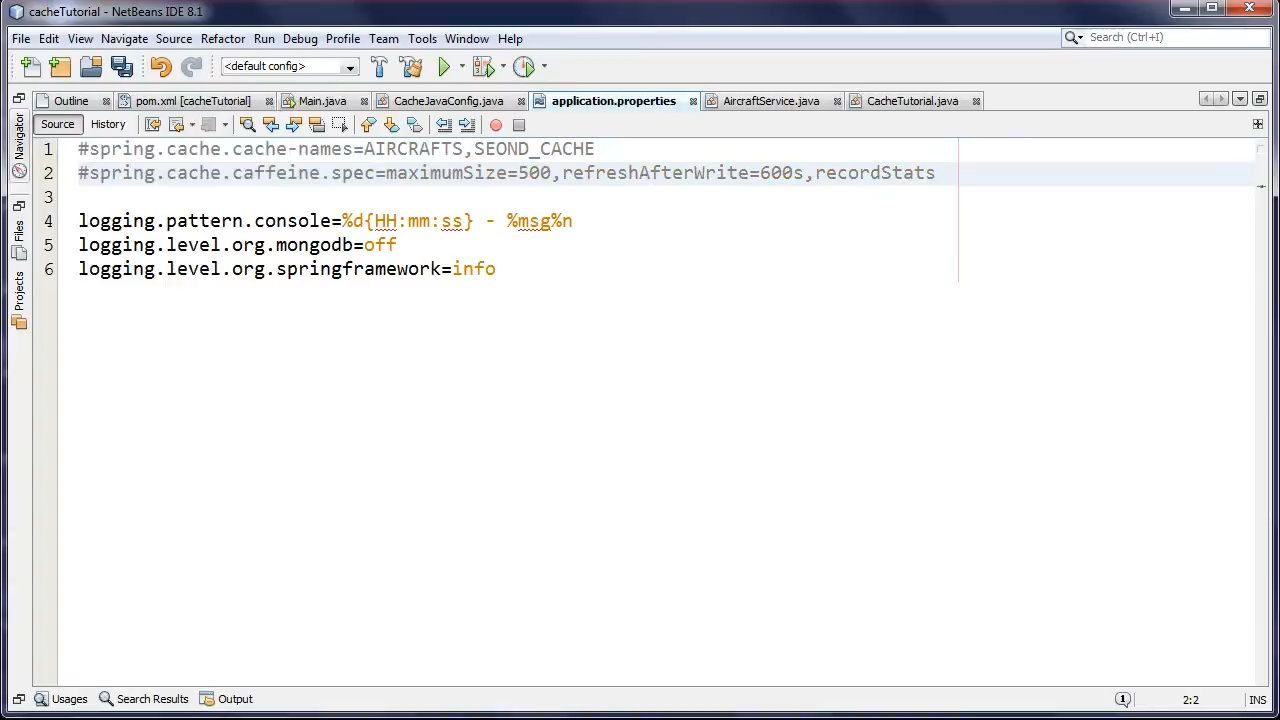 cacheTutorial - NetBeans IDE 8.1
File Edit View Navigate Source Refactor Run Debug Profile Team Tools Window Help
Search (Ctrl+I)
<default config>
Outline pom.xml [cacheTutorial] Main.java CacheJavaConfig.java application.properties AircraftService.java CacheTutorial.java
Source History
Navigator
Files
Projects
1 #spring.cache.cache-names=AIRCRAFTS,SEOND_CACHE
2 #spring.cache.caffeine.spec=maximumSize=500,refreshAfterWrite=600s,recordStats
3
4 logging.pattern.console=%d{HH:mm:ss} - %msg%n
5 logging.level.org.mongodb=off
6 logging.level.org.springframework=info
Usages Search Results Output
1 2:2 INS